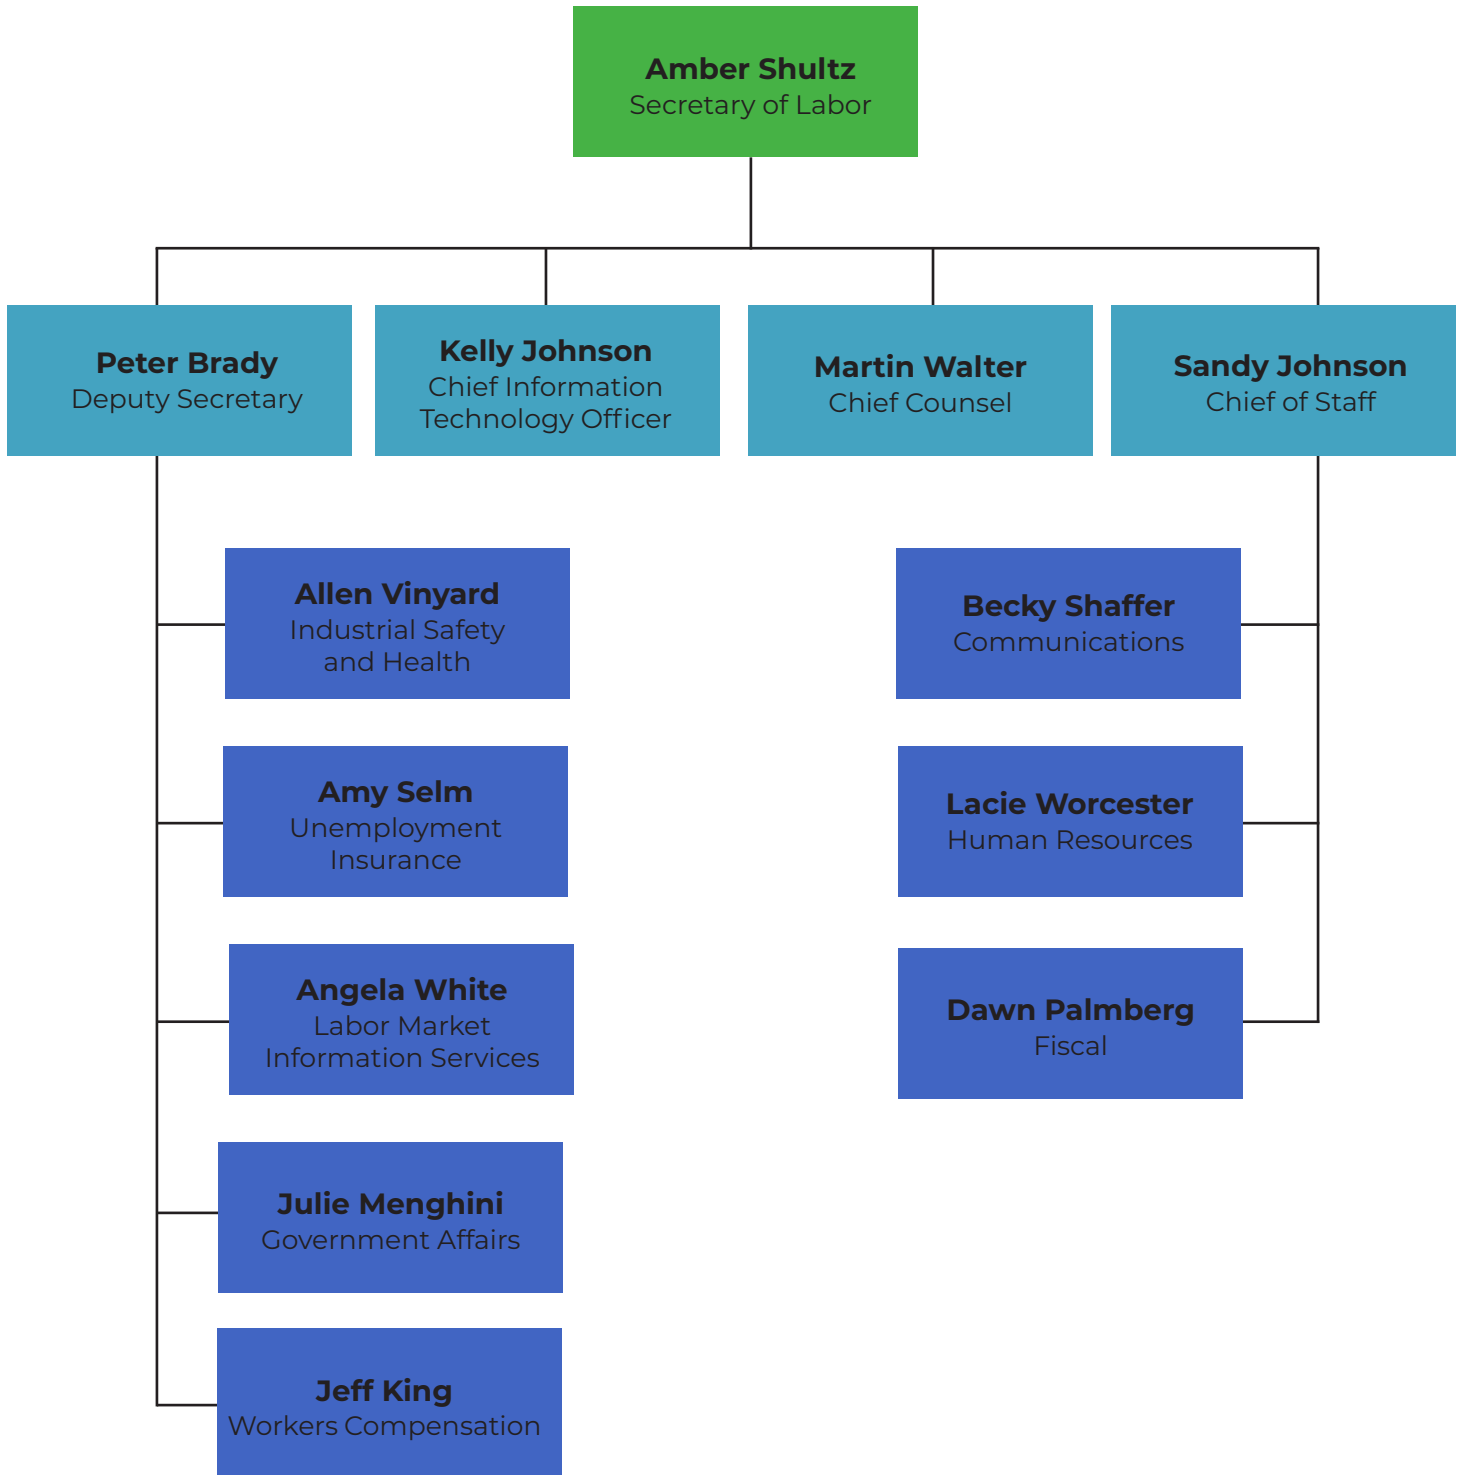 Amber Shultz
Secretary of Labor
Peter Brady
Deputy Secretary
Kelly Johnson
Chief Information
Technology Officer
Martin Walter
Chief Counsel
Sandy Johnson
Chief of Staff
Allen Vinyard
Industrial Safety
and Health
Amy Selm
Unemployment
Insurance
Angela White
Labor Market
Information Services
Julie Menghini
Government Affairs
Jeff King
Workers Compensation
Becky Shaffer
Communications
Lacie Worcester
Human Resources
Dawn Palmberg
Fiscal